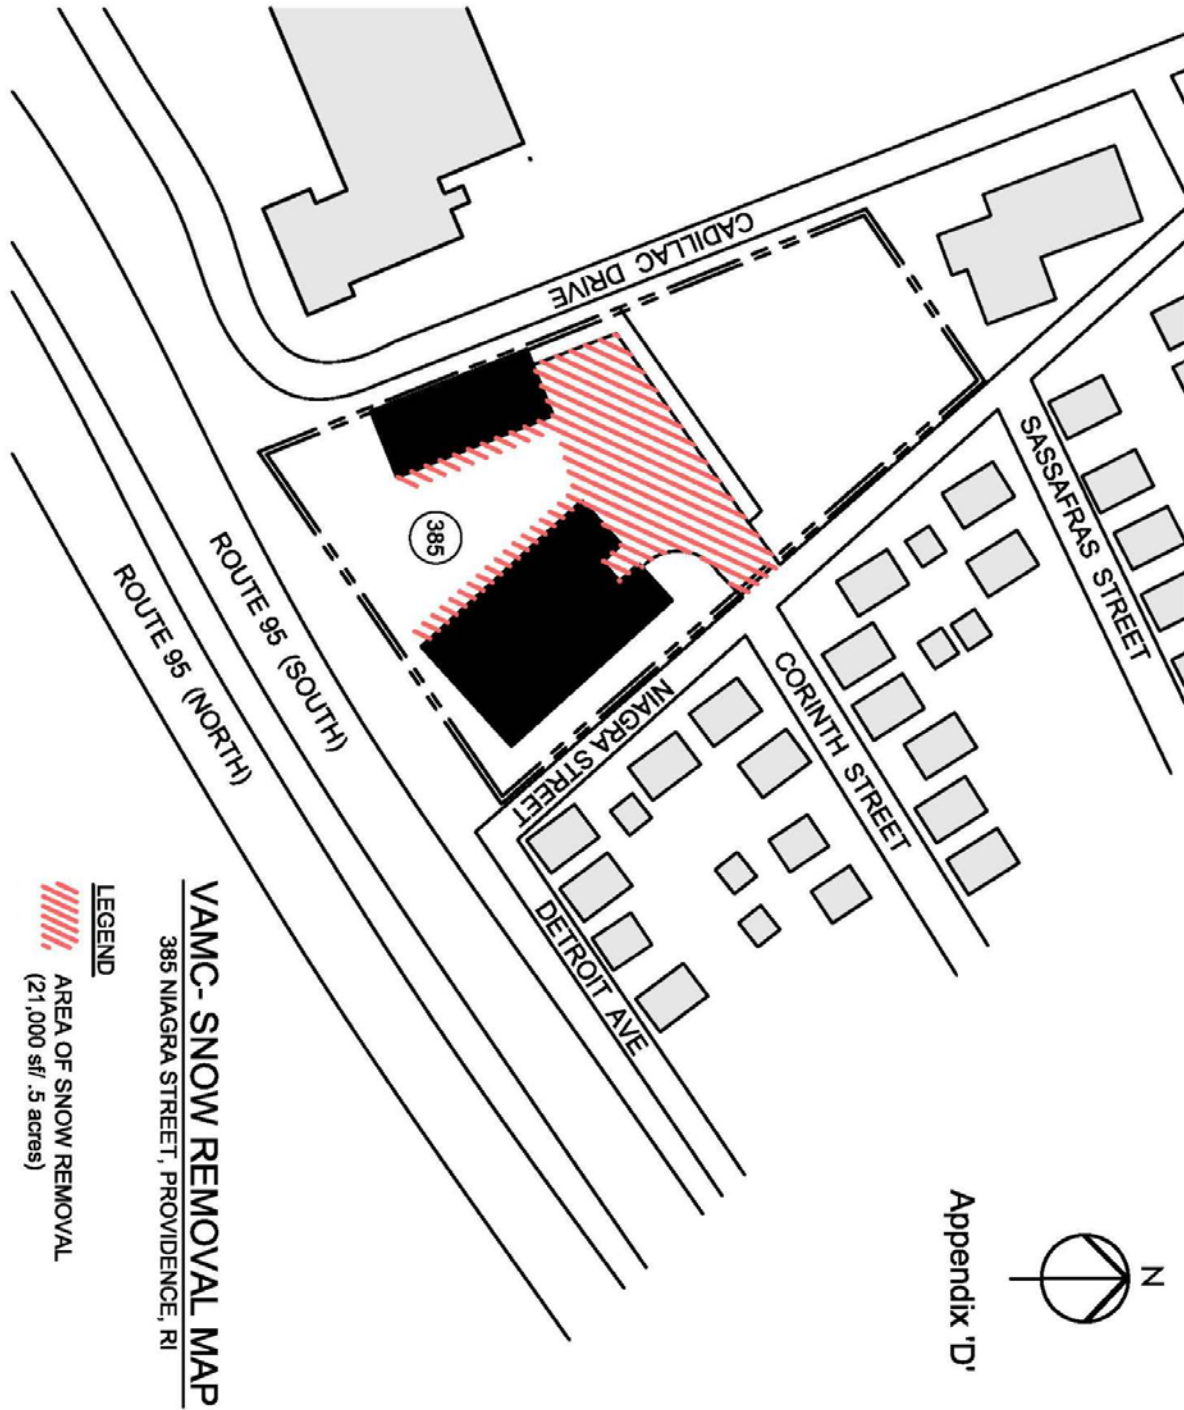 N
Appendix 'D'
SASSAFRAS STREET
CORINTH STREET
CADILLAC DRIVE
NIAGRA STREET
DETROIT AVE
385
ROUTE 95 (SOUTH)
ROUTE 95 (NORTH)
VAMC- SNOW REMOVAL MAP
385 NIAGRA STREET, PROVIDENCE, RI
LEGEND
AREA OF SNOW REMOVAL
(21,000 sf/ .5 acres)